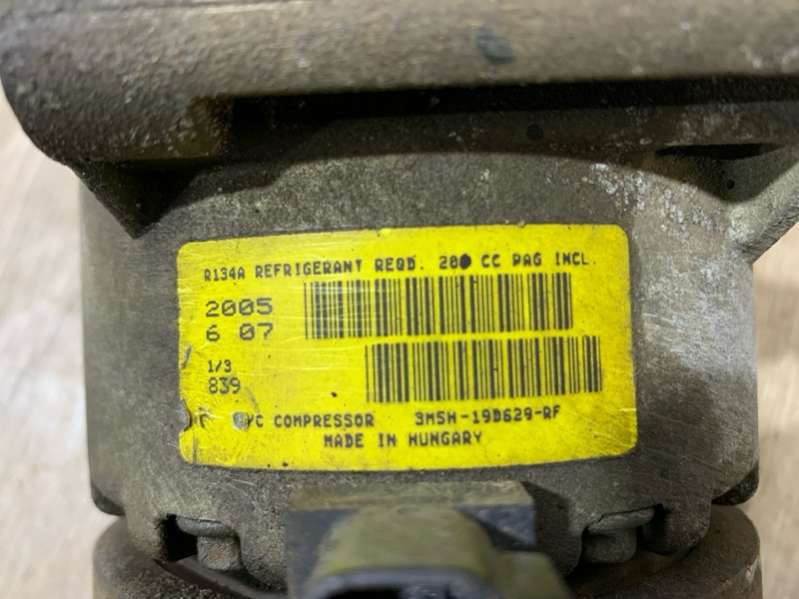 R134A REFRIGERANT REQD. 200 CC PAG INCL.
2005
6 07
1/3
839
COMPRESSOR 3M5H-19D629-RF
MADE IN HUNGARY